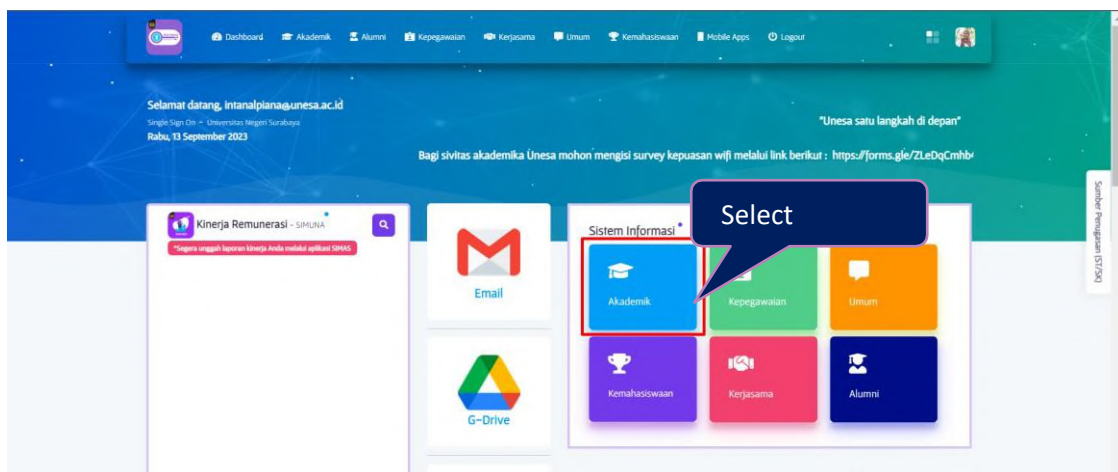 Dashboard Akademik Alumni Kepegawaian Kerjasama Umum Kemahasiswaan Mobile Apps Logout
Selamat datang, intanalpiana@unesa.ac.id
Single Sign On - Universitas Negeri Surabaya
Rabu, 13 September 2023
"Unesa satu langkah di depan"
Bagi sivitas akademika Unesa mohon mengisi survey kepuasan wifi melalui link berikut : https://forms.gle/ZLeDqCmhb
Sumber Penugasan (ST/SK)
Kinerja Remunerasi - SIMUNA
*Segera unggah laporan kinerja Anda melalui aplikasi SIMAS
Email
G-Drive
Sistem Informasi
Select
Akademik
Kepegawaian
Umum
Kemahasiswaan
Kerjasama
Alumni